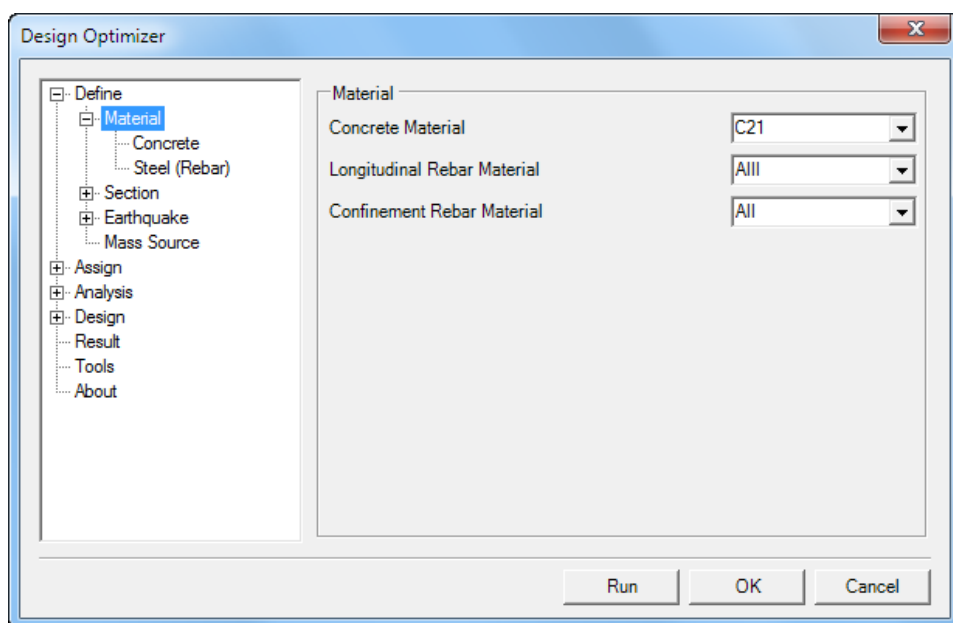 Design Optimizer
Define
Material
Concrete
Steel (Rebar)
Section
Earthquake
Mass Source
Assign
Analysis
Design
Result
Tools
About
Material
Concrete Material C21
Longitudinal Rebar Material AIII
Confinement Rebar Material AII
Run OK Cancel